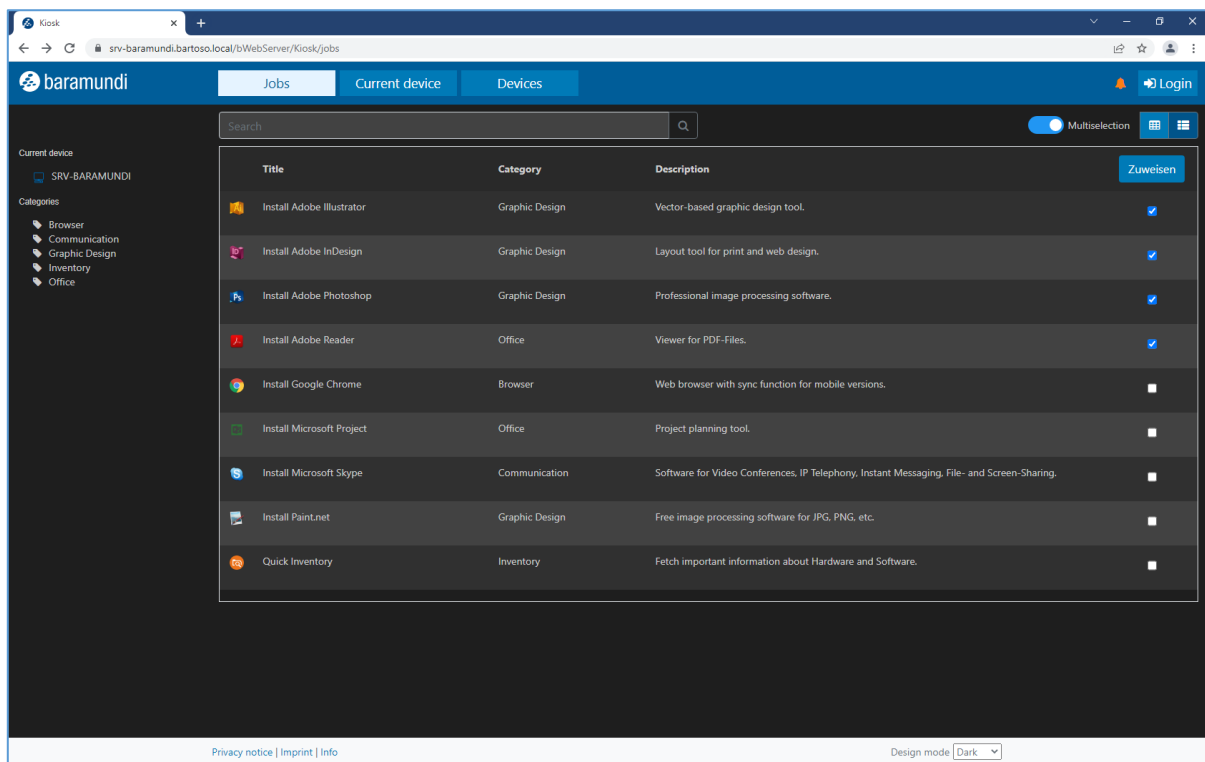 Kiosk
srv-baramundi.bartoso.local/bWebServer/Kiosk/jobs
baramundi Jobs Current device Devices Login
Search Multiselection
Current device
SRV-BARAMUNDI
Categories
Browser
Communication
Graphic Design
Inventory
Office
Title Category Description Zuweisen
Install Adobe Illustrator Graphic Design Vector-based graphic design tool.
Install Adobe InDesign Graphic Design Layout tool for print and web design.
Install Adobe Photoshop Graphic Design Professional image processing software.
Install Adobe Reader Office Viewer for PDF-Files.
Install Google Chrome Browser Web browser with sync function for mobile versions.
Install Microsoft Project Office Project planning tool.
Install Microsoft Skype Communication Software for Video Conferences, IP Telephony, Instant Messaging, File- and Screen-Sharing.
Install Paint.net Graphic Design Free image processing software for JPG, PNG, etc.
Quick Inventory Inventory Fetch important information about Hardware and Software.
Privacy notice | Imprint | Info Design mode Dark